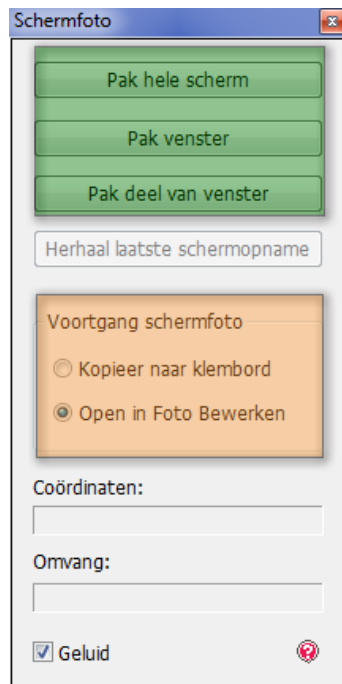 Schermfoto
Pak hele scherm
Pak venster
Pak deel van venster
Herhaal laatste schermopname
Voortgang schermfoto
Kopieer naar klembord
Open in Foto Bewerken
Coördinaten:
Omvang:
Geluid